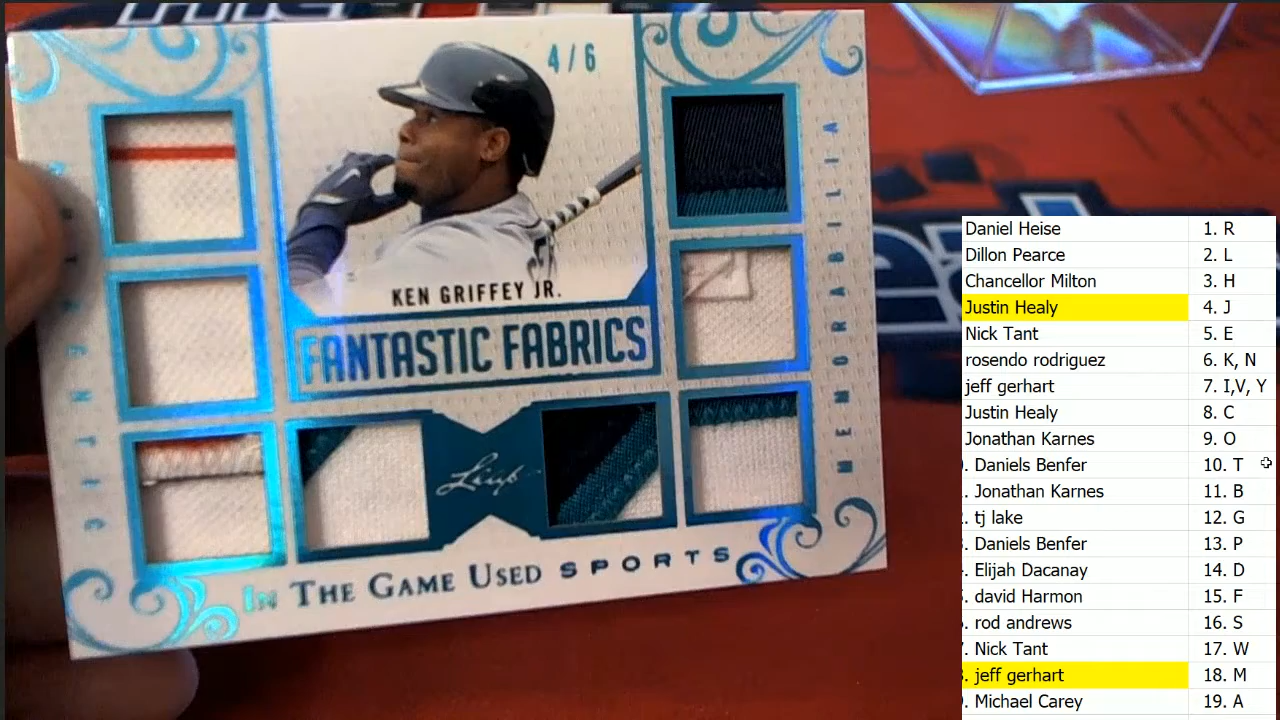 4/6
KEN GRIFFEY JR.
FANTASTIC FABRICS
AUTHENTIC
MEMORABILIA
Leaf
IN THE GAME USED SPORTS
Daniel Heise 1. R
Dillon Pearce 2. L
Chancellor Milton 3. H
Justin Healy 4. J
Nick Tant 5. E
rosendo rodriguez 6. K, N
jeff gerhart 7. I,V, Y
Justin Healy 8. C
Jonathan Karnes 9. O
. Daniels Benfer 10. T
. Jonathan Karnes 11. B
. tj lake 12. G
. Daniels Benfer 13. P
. Elijah Dacanay 14. D
. david Harmon 15. F
. rod andrews 16. S
. Nick Tant 17. W
. jeff gerhart 18. M
. Michael Carey 19. A